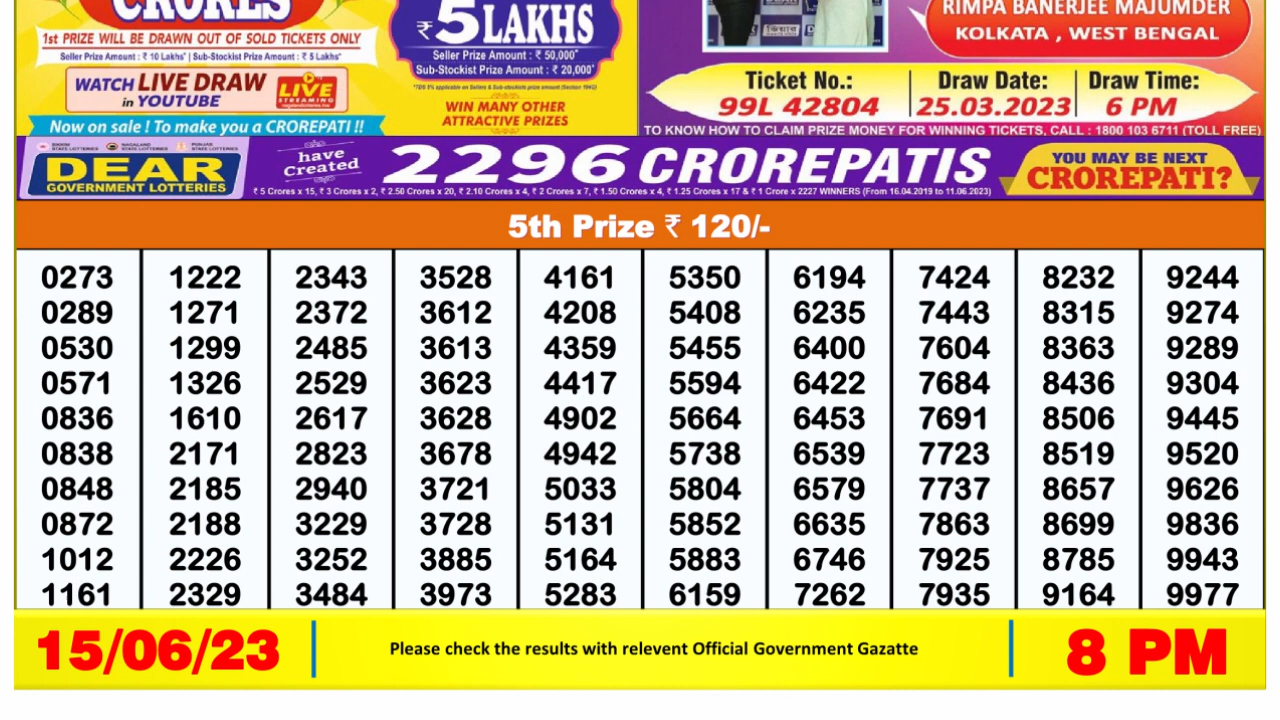 CRORES
1ST PRIZE WILL BE DRAWN OUT OF SOLD TICKETS ONLY
Seller Prize Amount : ₹ 10 Lakhs* | Sub-Stockist Prize Amount : ₹ 5 Lakhs*
WATCH LIVE DRAW
in YOUTUBE
LIVE
STREAMING
Now on sale ! To make you a CROREPATI !!
₹ 5 LAKHS
Seller Prize Amount : ₹ 50,000*
Sub-Stockist Prize Amount : ₹ 20,000*
WIN MANY OTHER
ATTRACTIVE PRIZES
RIMPA BANERJEE MAJUMDER
KOLKATA , WEST BENGAL
Ticket No.: Draw Date: Draw Time:
99L 42804 25.03.2023 6 PM
TO KNOW HOW TO CLAIM PRIZE MONEY FOR WINNING TICKETS, CALL : 1800 103 6711 (TOLL FREE)
DEAR
GOVERNMENT LOTTERIES
have
created
2296 CROREPATIS
₹ 5 Crores x 15, ₹ 3 Crores x 2, ₹ 2.50 Crores x 20, ₹ 2.10 Crores x 4, ₹ 2 Crores x 7, ₹ 1.50 Crores x 4, ₹ 1.25 Crores x 17 & ₹ 1 Crore x 2227 WINNERS (From 16.04.2019 to 11.06.2023)
YOU MAY BE NEXT
CROREPATI?
5th Prize ₹ 120/-
0273 1222 2343 3528 4161 5350 6194 7424 8232 9244
0289 1271 2372 3612 4208 5408 6235 7443 8315 9274
0530 1299 2485 3613 4359 5455 6400 7604 8363 9289
0571 1326 2529 3623 4417 5594 6422 7684 8436 9304
0836 1610 2617 3628 4902 5664 6453 7691 8506 9445
0838 2171 2823 3678 4942 5738 6539 7723 8519 9520
0848 2185 2940 3721 5033 5804 6579 7737 8657 9626
0872 2188 3229 3728 5131 5852 6635 7863 8699 9836
1012 2226 3252 3885 5164 5883 6746 7925 8785 9943
1161 2329 3484 3973 5283 6159 7262 7935 9164 9977
15/06/23 Please check the results with relevent Official Government Gazatte 8 PM